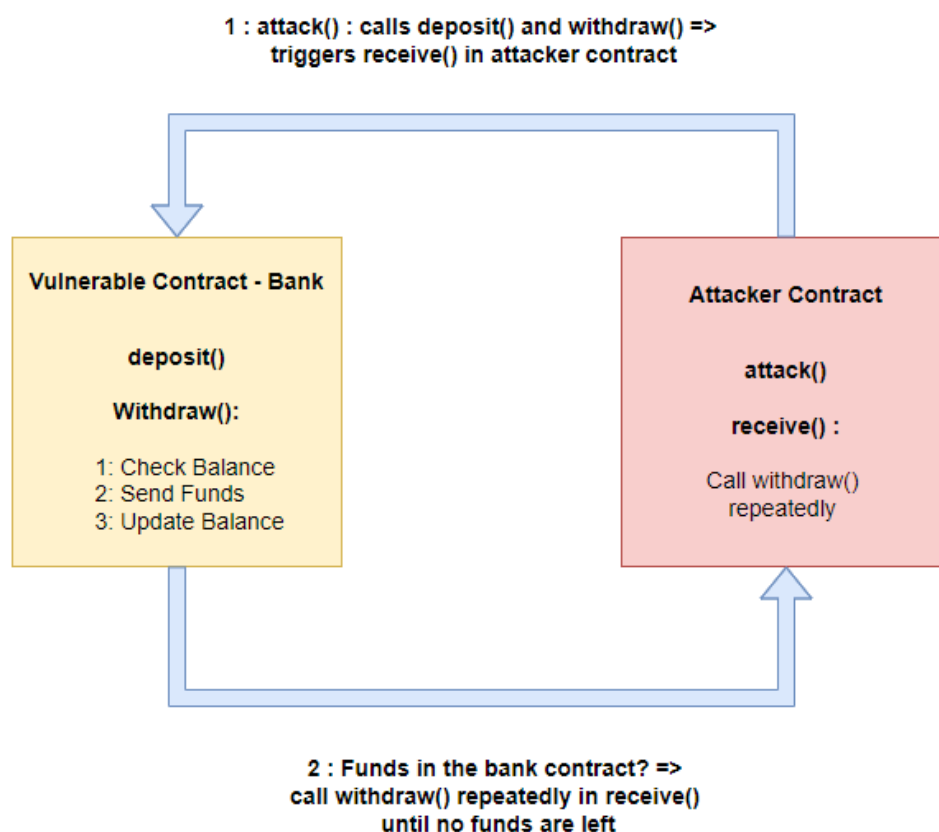 1 : attack() : calls deposit() and withdraw() =>
triggers receive() in attacker contract
Vulnerable Contract - Bank
deposit()
Withdraw():
1: Check Balance
2: Send Funds
3: Update Balance
Attacker Contract
attack()
receive() :
Call withdraw()
repeatedly
2 : Funds in the bank contract? =>
call withdraw() repeatedly in receive()
until no funds are left